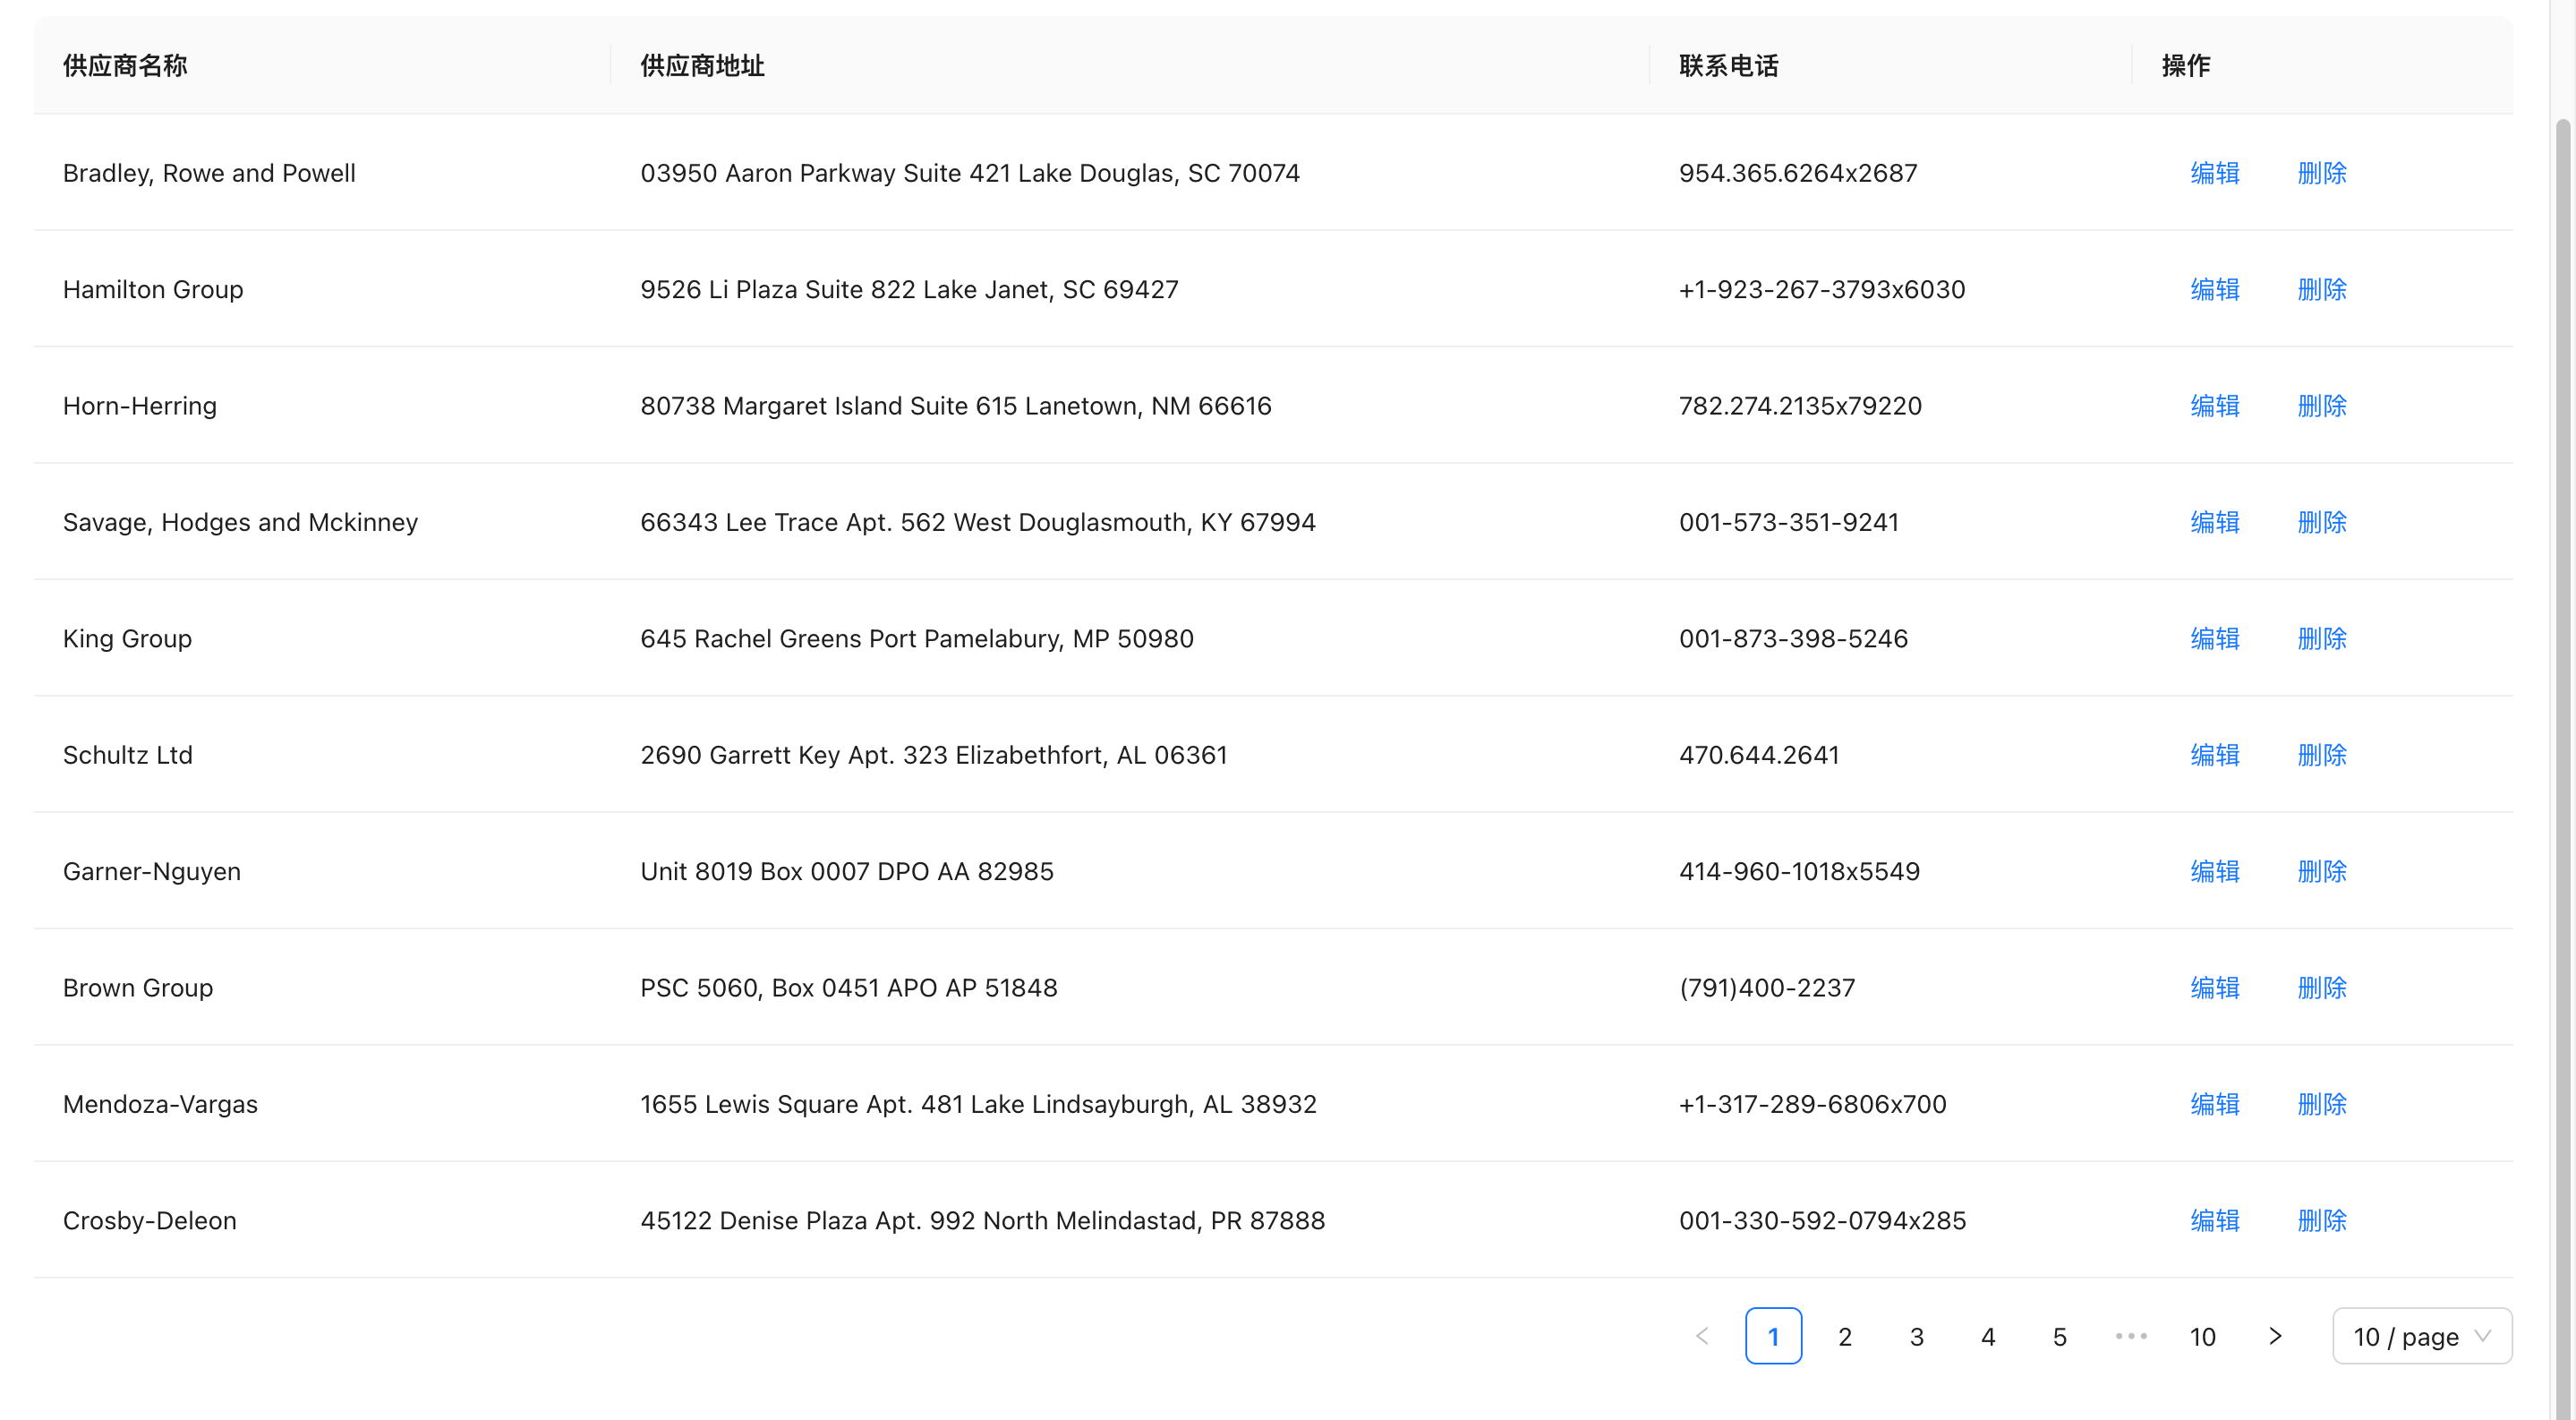 供应商名称 供应商地址 联系电话 操作
Bradley, Rowe and Powell 03950 Aaron Parkway Suite 421 Lake Douglas, SC 70074 954.365.6264x2687 编辑 删除
Hamilton Group 9526 Li Plaza Suite 822 Lake Janet, SC 69427 +1-923-267-3793x6030 编辑 删除
Horn-Herring 80738 Margaret Island Suite 615 Lanetown, NM 66616 782.274.2135x79220 编辑 删除
Savage, Hodges and Mckinney 66343 Lee Trace Apt. 562 West Douglasmouth, KY 67994 001-573-351-9241 编辑 删除
King Group 645 Rachel Greens Port Pamelabury, MP 50980 001-873-398-5246 编辑 删除
Schultz Ltd 2690 Garrett Key Apt. 323 Elizabethfort, AL 06361 470.644.2641 编辑 删除
Garner-Nguyen Unit 8019 Box 0007 DPO AA 82985 414-960-1018x5549 编辑 删除
Brown Group PSC 5060, Box 0451 APO AP 51848 (791)400-2237 编辑 删除
Mendoza-Vargas 1655 Lewis Square Apt. 481 Lake Lindsayburgh, AL 38932 +1-317-289-6806x700 编辑 删除
Crosby-Deleon 45122 Denise Plaza Apt. 992 North Melindastad, PR 87888 001-330-592-0794x285 编辑 删除
< 1 2 3 4 5 ••• 10 > 10 / page